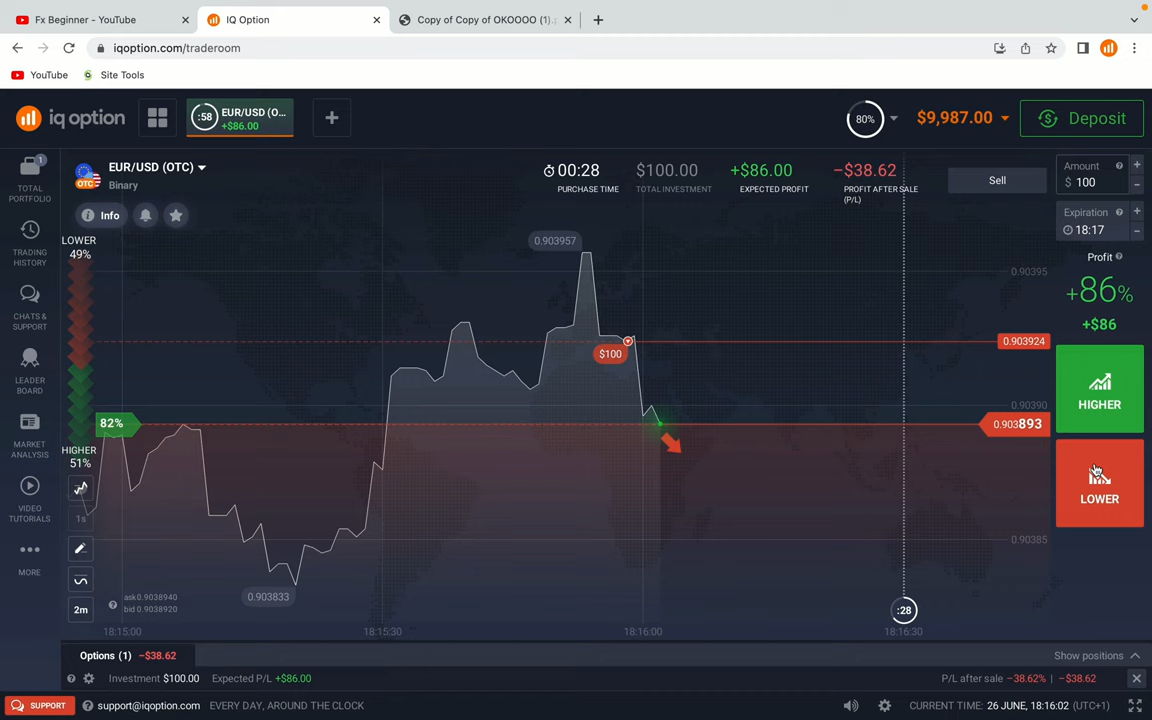 Fx Beginner - YouTube
IQ Option
Copy of Copy of OKOOOO (1).p
iqoption.com/traderoom
YouTube
Site Tools
iq option
:58
EUR/USD (O...
+$86.00
80%
$9,987.00
Deposit
1
TOTAL
PORTFOLIO
TRADING
HISTORY
CHATS &
SUPPORT
LEADER
BOARD
MARKET
ANALYSIS
VIDEO
TUTORIALS
MORE
OTC
EUR/USD (OTC)
Binary
Info
LOWER
49%
82%
HIGHER
51%
1s
2m
00:28
PURCHASE TIME
$100.00
TOTAL INVESTMENT
+$86.00
EXPECTED PROFIT
−$38.62
PROFIT AFTER SALE
(P/L)
Sell
0.903957
0.90395
0.903924
$100
0.90390
0.903893
0.90385
0.903833
ask0.9038940
bid 0.9038920
:28
18:15:00
18:15:30
18:16:00
18:16:30
Amount
$ 100
Expiration
18:17
Profit
+86%
+$86
HIGHER
LOWER
Options (1) −$38.62
Show positions
Investment $100.00
Expected P/L +$86.00
P/L after sale −38.62% | −$38.62
SUPPORT
support@iqoption.com
EVERY DAY, AROUND THE CLOCK
CURRENT TIME: 26 JUNE, 18:16:02 (UTC+1)